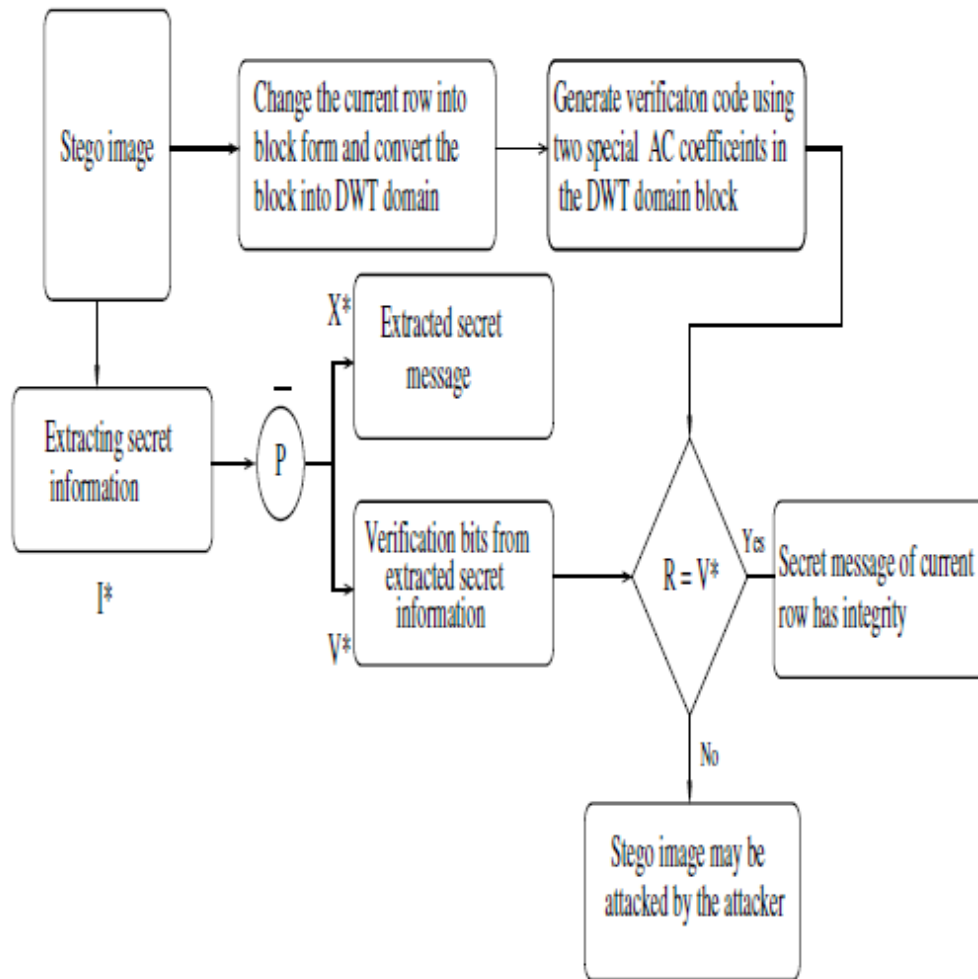 Stego image
Change the current row into
block form and convert the
block into DWT domain
Generate verificaton code using
two special AC coefficeints in
the DWT domain block
X*
Extracted secret
message
Extracting secret
information
I*
P
Verification bits from
extracted secret
information
V*
R = V*
Yes
Secret message of current
row has integrity
No
Stego image may be
attacked by the attacker